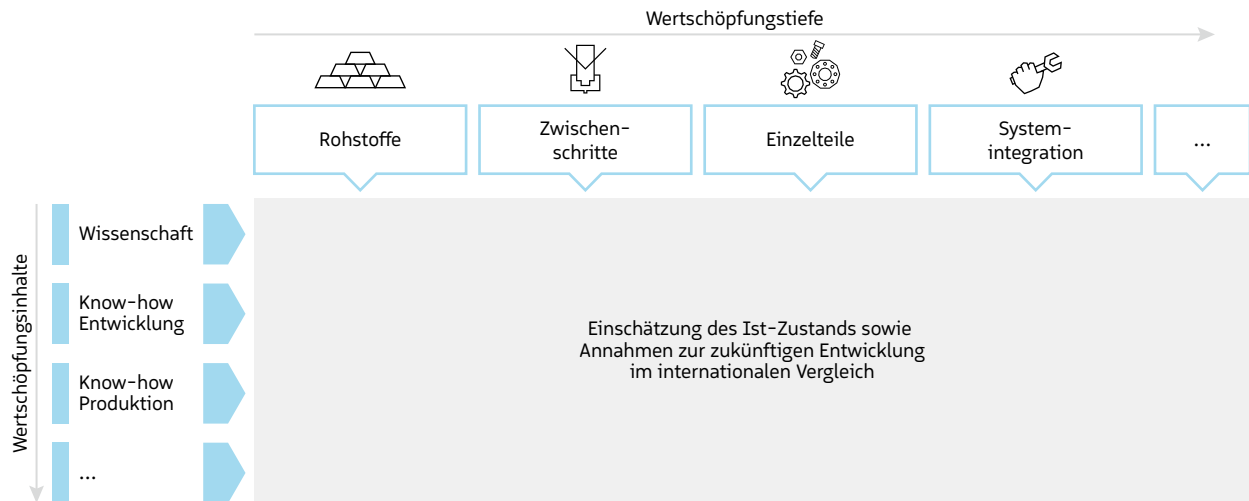 Wertschöpfungstiefe
Rohstoffe
Zwischen-
schritte
Einzelteile
System-
integration
...
Wertschöpfungsinhalte
Wissenschaft
Know-how
Entwicklung
Know-how
Produktion
...
Einschätzung des Ist-Zustands sowie
Annahmen zur zukünftigen Entwicklung
im internationalen Vergleich